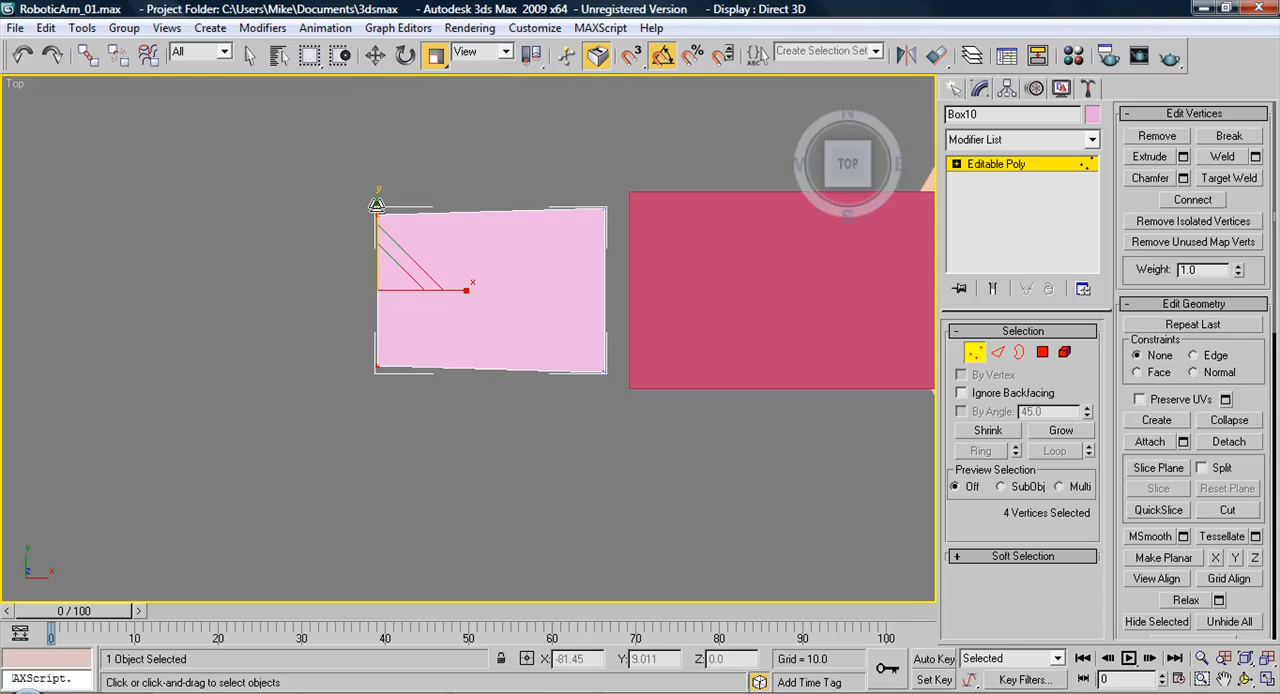 RoboticArm_01.max - Project Folder: C:\Users\Mike\Documents\3dsmax - Autodesk 3ds Max 2009 x64 - Unregistered Version - Display : Direct 3D
File Edit Tools Group Views Create Modifiers Animation Graph Editors Rendering Customize MAXScript Help
All View 3 Create Selection Set
Top
TOP
N
S
y
x
y
z x
Box10
Modifier List
Editable Poly
Selection
By Vertex
Ignore Backfacing
By Angle: 45.0
Shrink Grow
Ring Loop
Preview Selection
Off SubObj Multi
4 Vertices Selected
Soft Selection
Edit Vertices
Remove Break
Extrude Weld
Chamfer Target Weld
Connect
Remove Isolated Vertices
Remove Unused Map Verts
Weight: 1.0
Edit Geometry
Repeat Last
Constraints
None Edge
Face Normal
Preserve UVs
Create Collapse
Attach Detach
Slice Plane Split
Slice Reset Plane
QuickSlice Cut
MSmooth Tessellate
Make Planar X Y Z
View Align Grid Align
Relax
Hide Selected Unhide All
0 / 100
0 10 20 30 40 50 60 70 80 90 100
1 Object Selected X: -81.45 Y: 9.011 Z: 0.0 Grid = 10.0 Auto Key Selected
AXScript. Click or click-and-drag to select objects Add Time Tag Set Key Key Filters... 0